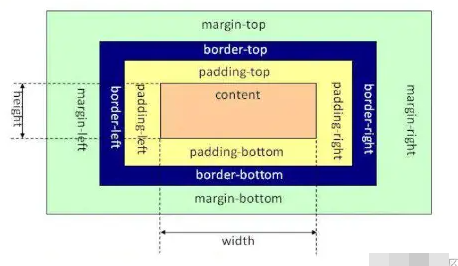 margin-top
border-top
padding-top
content
height
margin-left
border-left
padding-left
padding-right
border-right
margin-right
padding-bottom
border-bottom
margin-bottom
width
区